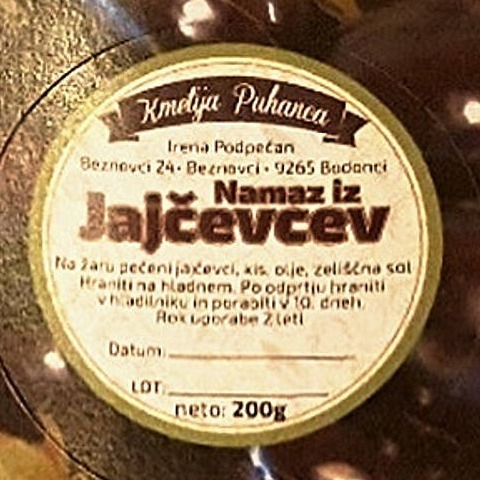 Kmetija Puhanca
Irena Podpečan
Beznovci 24 • Beznovci • 9265 Bodonci
Namaz iz
Jajčevcev
Na žaru pečeni jajčevci, kis, olje, zeliščna sol
Hraniti na hladnem. Po odprtju hraniti
v hladilniku in porabiti v 10. dneh.
Rok uporabe 2 leti
Datum:
LOT:
neto: 200g